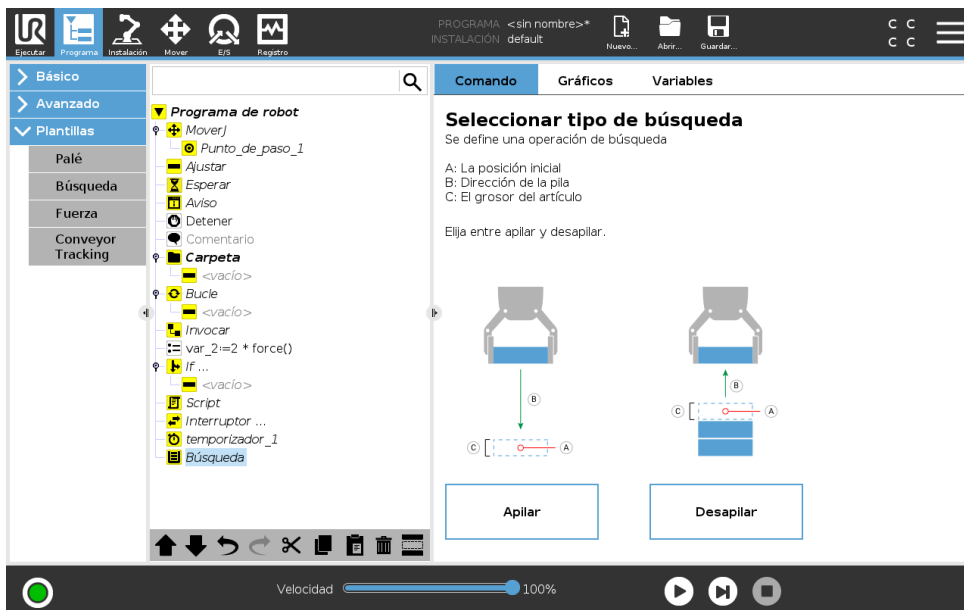 PROGRAMA <sin nombre>*
INSTALACIÓN default
Ejecutar Programa Instalación Mover E/S Registro
Nuevo... Abrir... Guardar...
C C
C C
Básico
Avanzado
Plantillas
Palé
Búsqueda
Fuerza
Conveyor
Tracking
Programa de robot
MoverJ
Punto_de_paso_1
Ajustar
Esperar
Aviso
Detener
Comentario
Carpeta
<vacío>
Bucle
<vacío>
Invocar
var_2:=2 * force()
If ...
<vacío>
Script
Interruptor ...
temporizador_1
Búsqueda
Comando Gráficos Variables
Seleccionar tipo de búsqueda
Se define una operación de búsqueda
A: La posición inicial
B: Dirección de la pila
C: El grosor del artículo
Elija entre apilar y desapilar.
B
C A
B
C A
Apilar Desapilar
Velocidad 100%